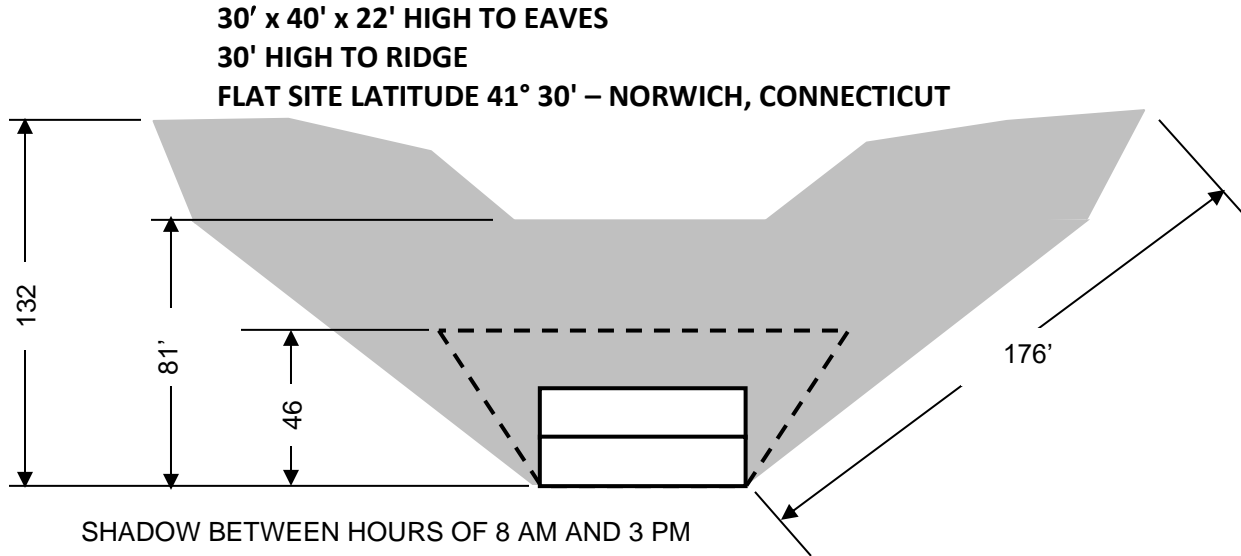 30′ x 40' x 22' HIGH TO EAVES
30' HIGH TO RIDGE
FLAT SITE LATITUDE 41° 30' – NORWICH, CONNECTICUT
132
81’
46
176’
SHADOW BETWEEN HOURS OF 8 AM AND 3 PM